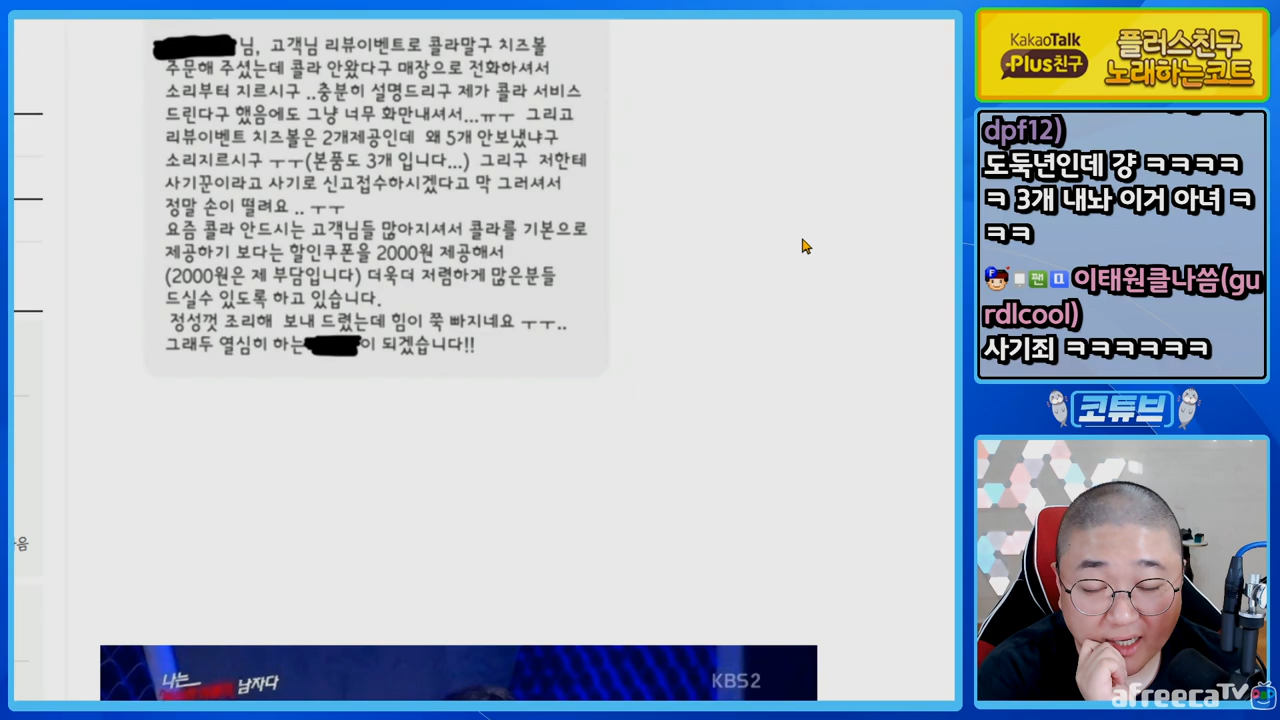 님, 고객님 리뷰이벤트로 콜라말구 치즈볼
주문해 주셨는데 콜라 안왔다구 매장으로 전화하셔서
소리부터 지르시구 ..충분히 설명드리구 제가 콜라 서비스
드린다구 했음에도 그냥 너무 화만내셔서...ㅠㅜ 그리고
리뷰이벤트 치즈볼은 2개제공인데 왜 5개 안보냈냐구
소리지르시구 ㅜㅜ(본품도 3개 입니다...) 그리구 저한테
사기꾼이라고 사기로 신고접수하시겠다고 막 그러셔서
정말 손이 떨려요 .. ㅜㅜ
요즘 콜라 안드시는 고객님들 많아지셔서 콜라를 기본으로
제공하기 보다는 할인쿠폰을 2000원 제공해서
(2000원은 제 부담입니다) 더욱더 저렴하게 많은분들
드실수 있도록 하고 있습니다.
정성껏 조리해 보내 드렸는데 힘이 쭉 빠지네요 ㅜㅜ..
그래두 열심히 하는 이 되겠습니다!!
음
나는
남자다
KBS2
KakaoTalk
Plus친구
플러스친구
노래하는코트
dpf12)
도둑년인데 걍 ㅋㅋㅋㅋ
ㅋ 3개 내놔 이거 아녀 ㅋ
ㅋㅋ
F 팬 이태원클나씀(gu
rdlcool)
사기죄 ㅋㅋㅋㅋㅋㅋ
코튜브
afreecaTV